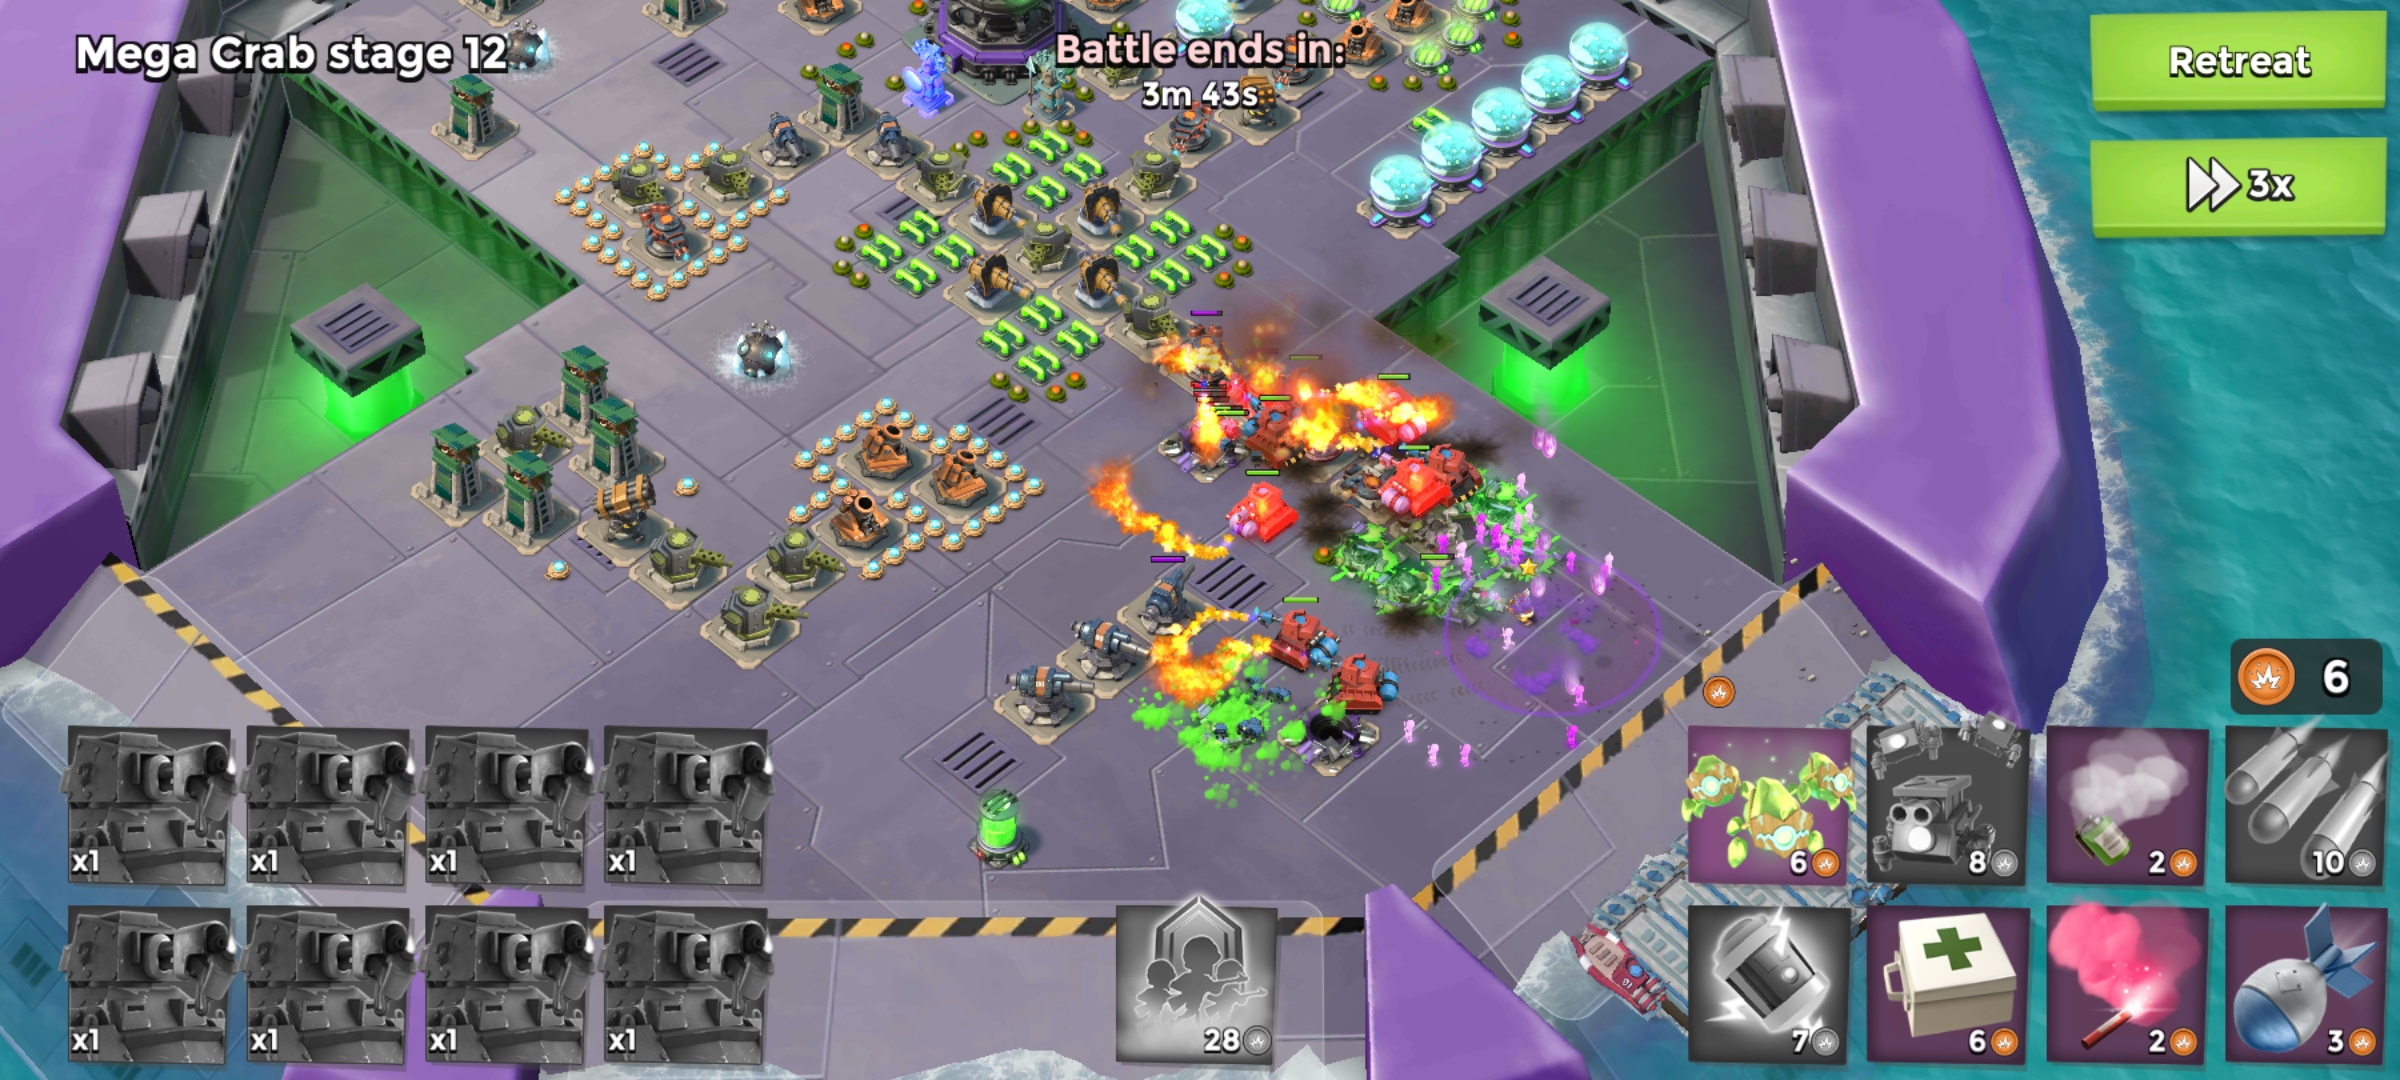 Mega Crab stage 12
Battle ends in:
3m 43s
Retreat
3x
6
x1
x1
x1
x1
6
8
2
10
x1
x1
x1
x1
28
7
6
2
3